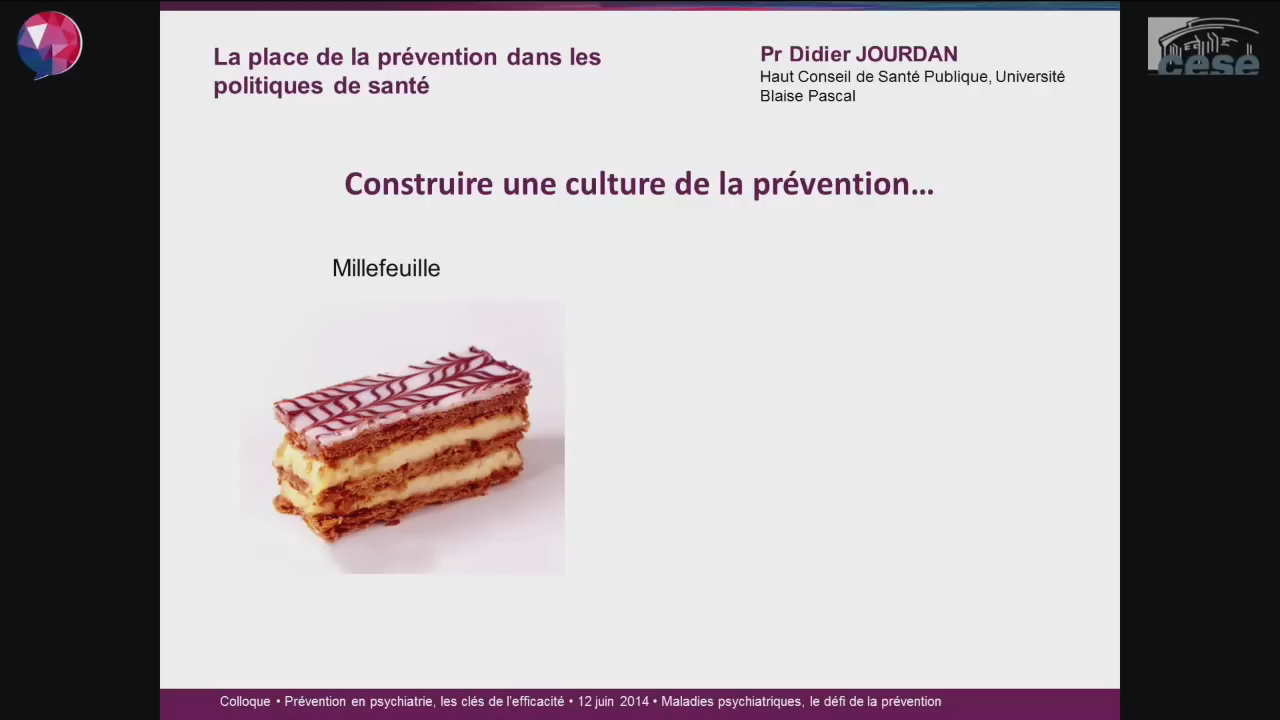 La place de la prévention dans les
politiques de santé
Pr Didier JOURDAN
Haut Conseil de Santé Publique, Université
Blaise Pascal
cese
Construire une culture de la prévention…
Millefeuille
Colloque • Prévention en psychiatrie, les clés de l'efficacité • 12 juin 2014 • Maladies psychiatriques, le défi de la prévention